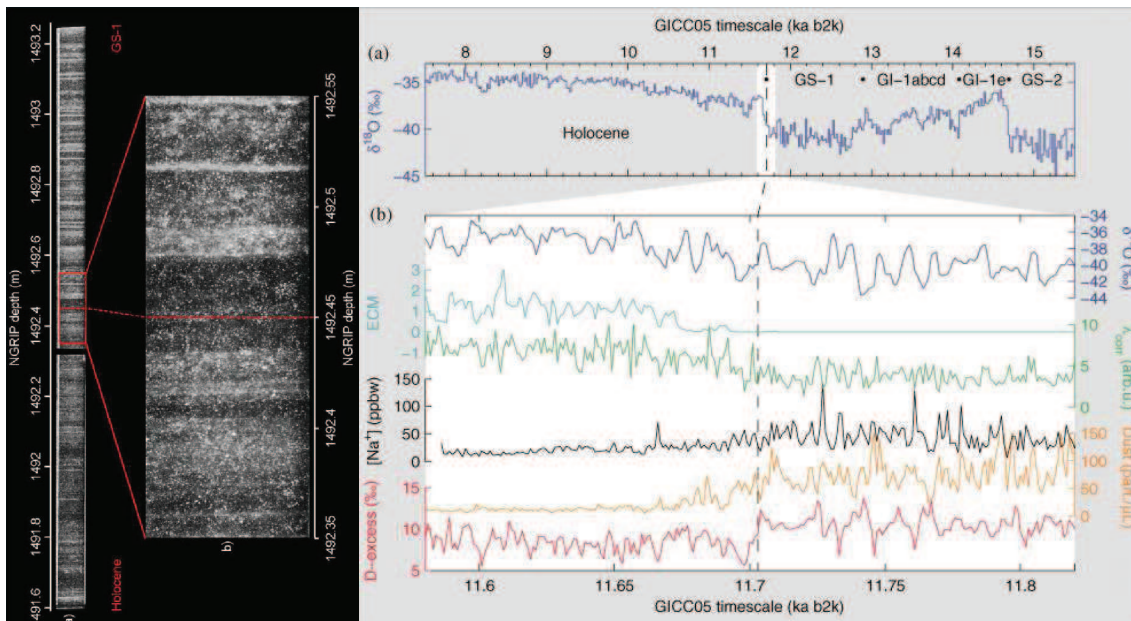 1493.2
1493
1492.8
1492.6
1492.4
1492.2
1492
1491.8
491.6
NGRIP depth (m)
GS-1
Holocene
1492.55
1492.5
1492.45
1492.4
1492.35
NGRIP depth (m)
b)
GICC05 timescale (ka b2k)
(a)
8 9 10 11 12 13 14 15
GS-1 GI-1abcd GI-1e GS-2
−35
−40
−45
δ18O (‰)
Holocene
(b)
−34
−36
−38
−40
−42
−44
3
2
1
0
−1
ECM
10
5
0
150
100
50
0
[Na+] (ppbw)
150
100
50
0
15
10
5
D-excess (‰)
11.6 11.65 11.7 11.75 11.8
GICC05 timescale (ka b2k)